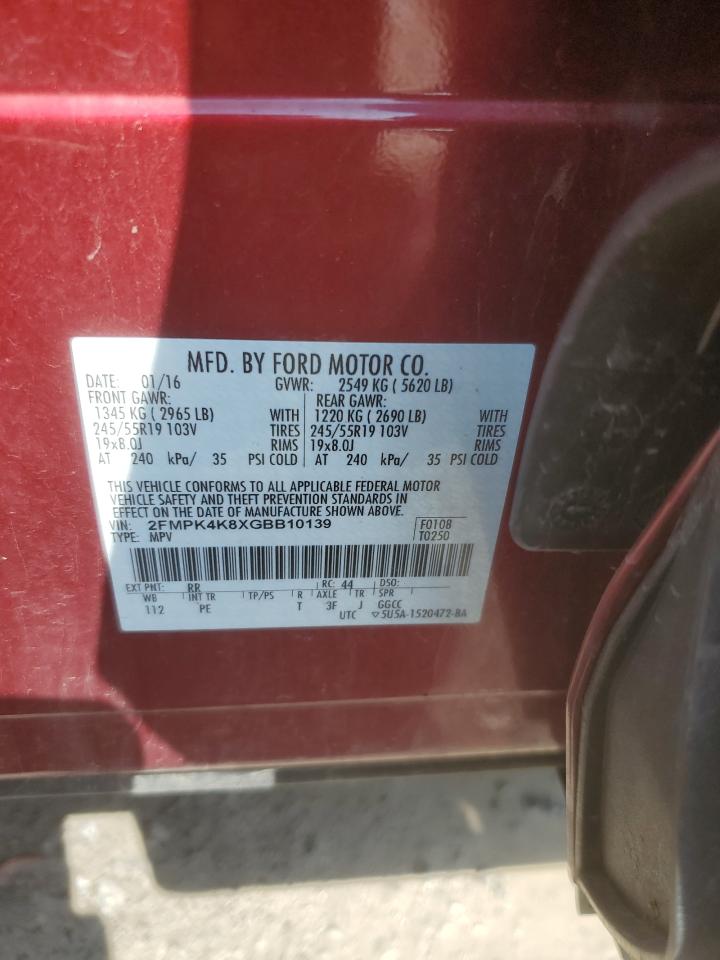 MFD. BY FORD MOTOR CO.
DATE: 01/16 GVWR: 2549 KG ( 5620 LB)
FRONT GAWR: REAR GAWR:
1345 KG ( 2965 LB) WITH 1220 KG ( 2690 LB) WITH
245/55R19 103V TIRES 245/55R19 103V TIRES
19x8.0J RIMS 19x8.0J RIMS
AT 240 kPa/ 35 PSI COLD AT 240 kPa/ 35 PSI COLD
THIS VEHICLE CONFORMS TO ALL APPLICABLE FEDERAL MOTOR
VEHICLE SAFETY AND THEFT PREVENTION STANDARDS IN
EFFECT ON THE DATE OF MANUFACTURE SHOWN ABOVE.
VIN: 2FMPK4K8XGBB10139 F0108
TYPE: MPV T0250
EXT PNT: RR RC: 44 DSO:
WB INT TR TP/PS R AXLE TR SPR
112 PE T 3F J GGCC
UTC ▽5U5A-1520472-BA